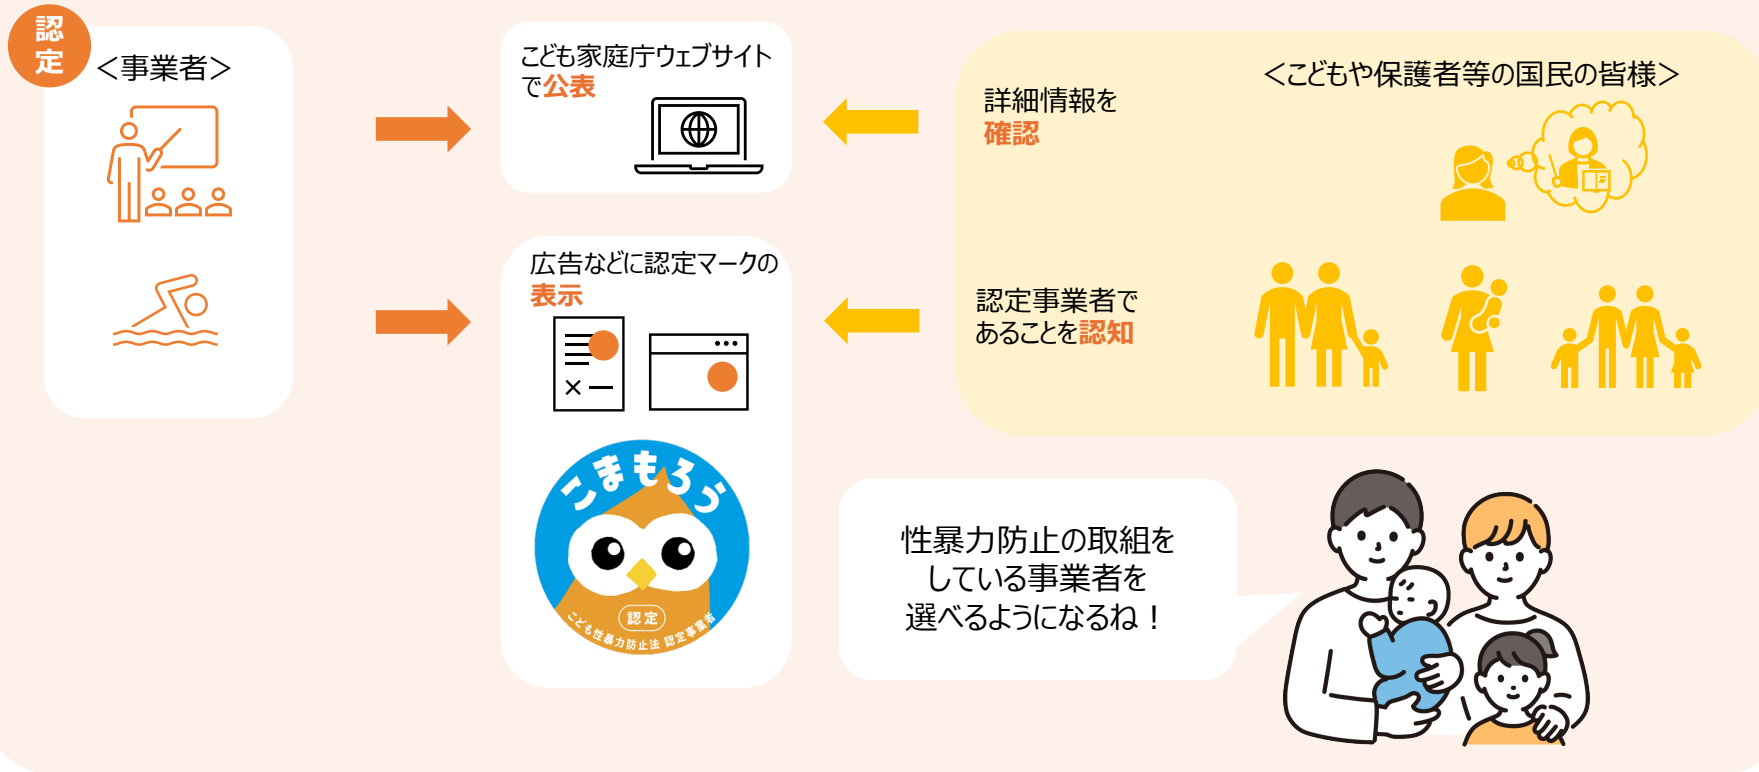 認
定
＜事業者＞
こども家庭庁ウェブサイト
で公表
詳細情報を
確認
＜こどもや保護者等の国民の皆様＞
広告などに認定マークの
表示
認定事業者で
あることを認知
こまもろう
認定
こども性暴力防止法 認定事業者
性暴力防止の取組を
している事業者を
選べるようになるね！